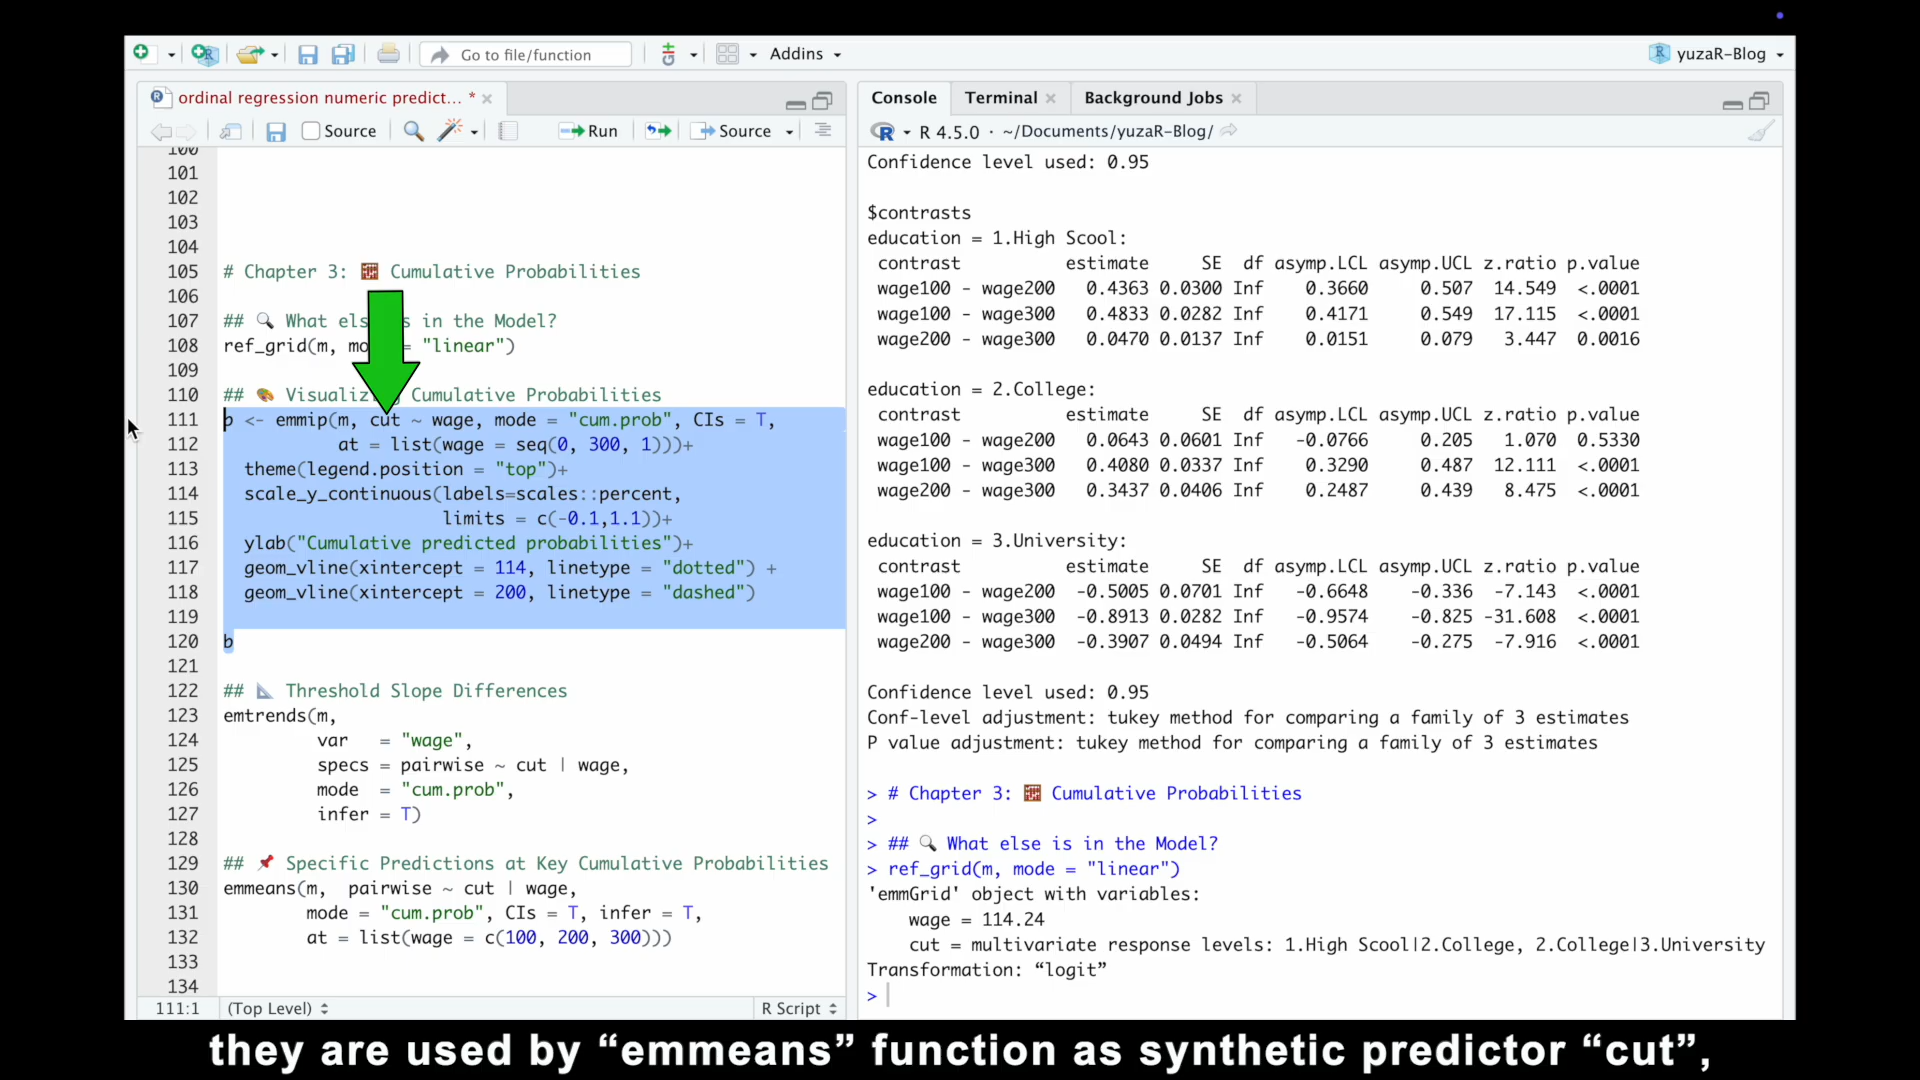 Go to file/function
Addins
yuzaR-Blog
ordinal regression numeric predict... *
Source
Run
Source
100
101
102
103
104
105 # Chapter 3: 🧮 Cumulative Probabilities
106
107 ## 🔍 What els s in the Model?
108 ref_grid(m, mo = "linear")
109
110 ## 🎨 Visualizi Cumulative Probabilities
111 p <- emmip(m, cut ~ wage, mode = "cum.prob", CIs = T,
112 at = list(wage = seq(0, 300, 1)))+
113 theme(legend.position = "top")+
114 scale_y_continuous(labels=scales::percent,
115 limits = c(-0.1,1.1))+
116 ylab("Cumulative predicted probabilities")+
117 geom_vline(xintercept = 114, linetype = "dotted") +
118 geom_vline(xintercept = 200, linetype = "dashed")
119
120 b
121
122 ## 📐 Threshold Slope Differences
123 emtrends(m,
124 var = "wage",
125 specs = pairwise ~ cut | wage,
126 mode = "cum.prob",
127 infer = T)
128
129 ## 📌 Specific Predictions at Key Cumulative Probabilities
130 emmeans(m, pairwise ~ cut | wage,
131 mode = "cum.prob", CIs = T, infer = T,
132 at = list(wage = c(100, 200, 300)))
133
134
111:1 (Top Level) R Script
Console Terminal Background Jobs
R 4.5.0 · ~/Documents/yuzaR-Blog/
Confidence level used: 0.95
$contrasts
education = 1.High Scool:
contrast estimate SE df asymp.LCL asymp.UCL z.ratio p.value
wage100 - wage200 0.4363 0.0300 Inf 0.3660 0.507 14.549 <.0001
wage100 - wage300 0.4833 0.0282 Inf 0.4171 0.549 17.115 <.0001
wage200 - wage300 0.0470 0.0137 Inf 0.0151 0.079 3.447 0.0016
education = 2.College:
contrast estimate SE df asymp.LCL asymp.UCL z.ratio p.value
wage100 - wage200 0.0643 0.0601 Inf -0.0766 0.205 1.070 0.5330
wage100 - wage300 0.4080 0.0337 Inf 0.3290 0.487 12.111 <.0001
wage200 - wage300 0.3437 0.0406 Inf 0.2487 0.439 8.475 <.0001
education = 3.University:
contrast estimate SE df asymp.LCL asymp.UCL z.ratio p.value
wage100 - wage200 -0.5005 0.0701 Inf -0.6648 -0.336 -7.143 <.0001
wage100 - wage300 -0.8913 0.0282 Inf -0.9574 -0.825 -31.608 <.0001
wage200 - wage300 -0.3907 0.0494 Inf -0.5064 -0.275 -7.916 <.0001
Confidence level used: 0.95
Conf-level adjustment: tukey method for comparing a family of 3 estimates
P value adjustment: tukey method for comparing a family of 3 estimates
> # Chapter 3: 🧮 Cumulative Probabilities
>
> ## 🔍 What else is in the Model?
> ref_grid(m, mode = "linear")
'emmGrid' object with variables:
wage = 114.24
cut = multivariate response levels: 1.High Scool|2.College, 2.College|3.University
Transformation: “logit”
>
they are used by “emmeans” function as synthetic predictor “cut”,